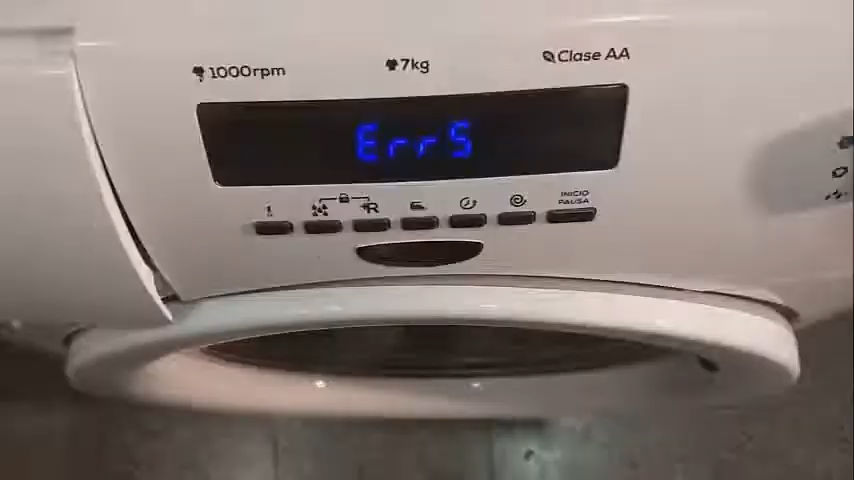 1000rpm
7kg
Clase AA
Err5
R
INICIO
PAUSA